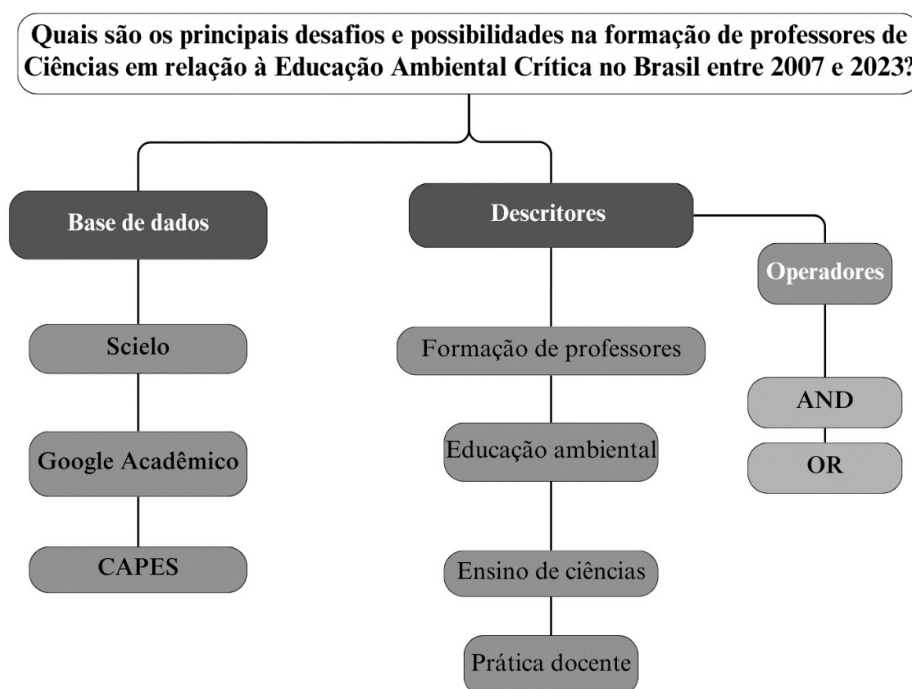 Quais são os principais desafios e possibilidades na formação de professores de
Ciências em relação à Educação Ambiental Crítica no Brasil entre 2007 e 2023?
Base de dados
Scielo
Google Acadêmico
CAPES
Descritores
Formação de professores
Educação ambiental
Ensino de ciências
Prática docente
Operadores
AND
OR